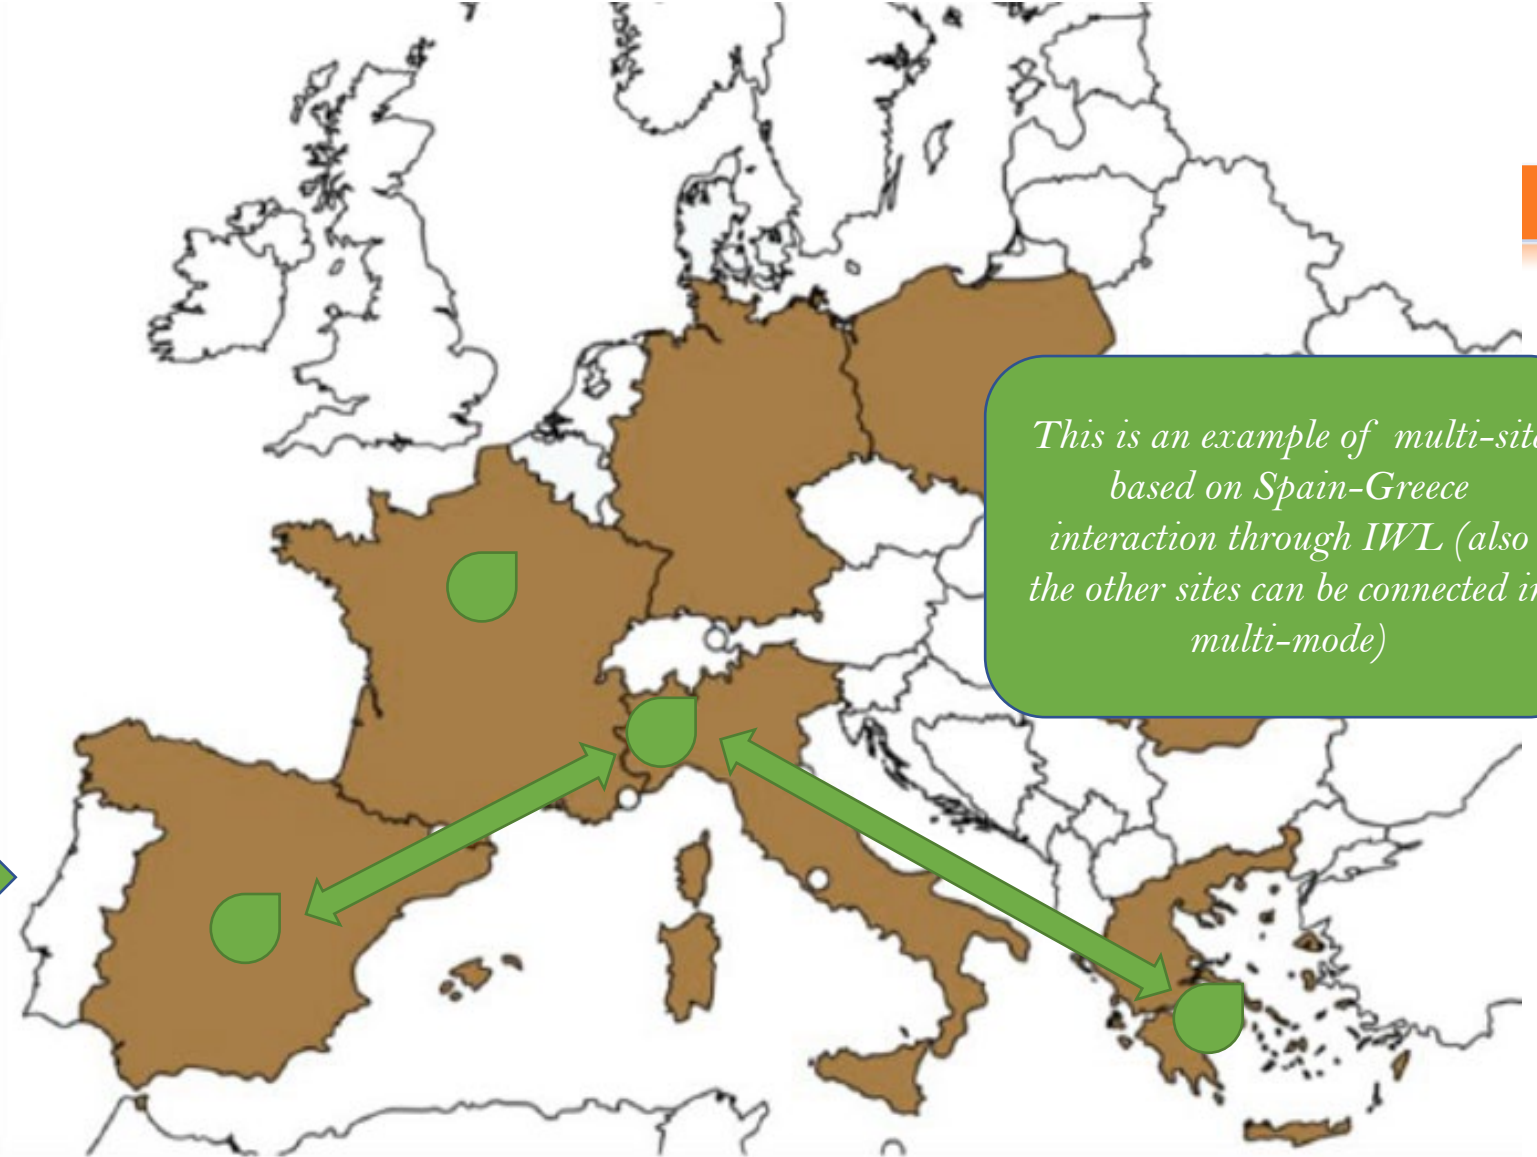 This is an example of multi-site
based on Spain-Greece
interaction through IWL (also
the other sites can be connected in
multi-mode)